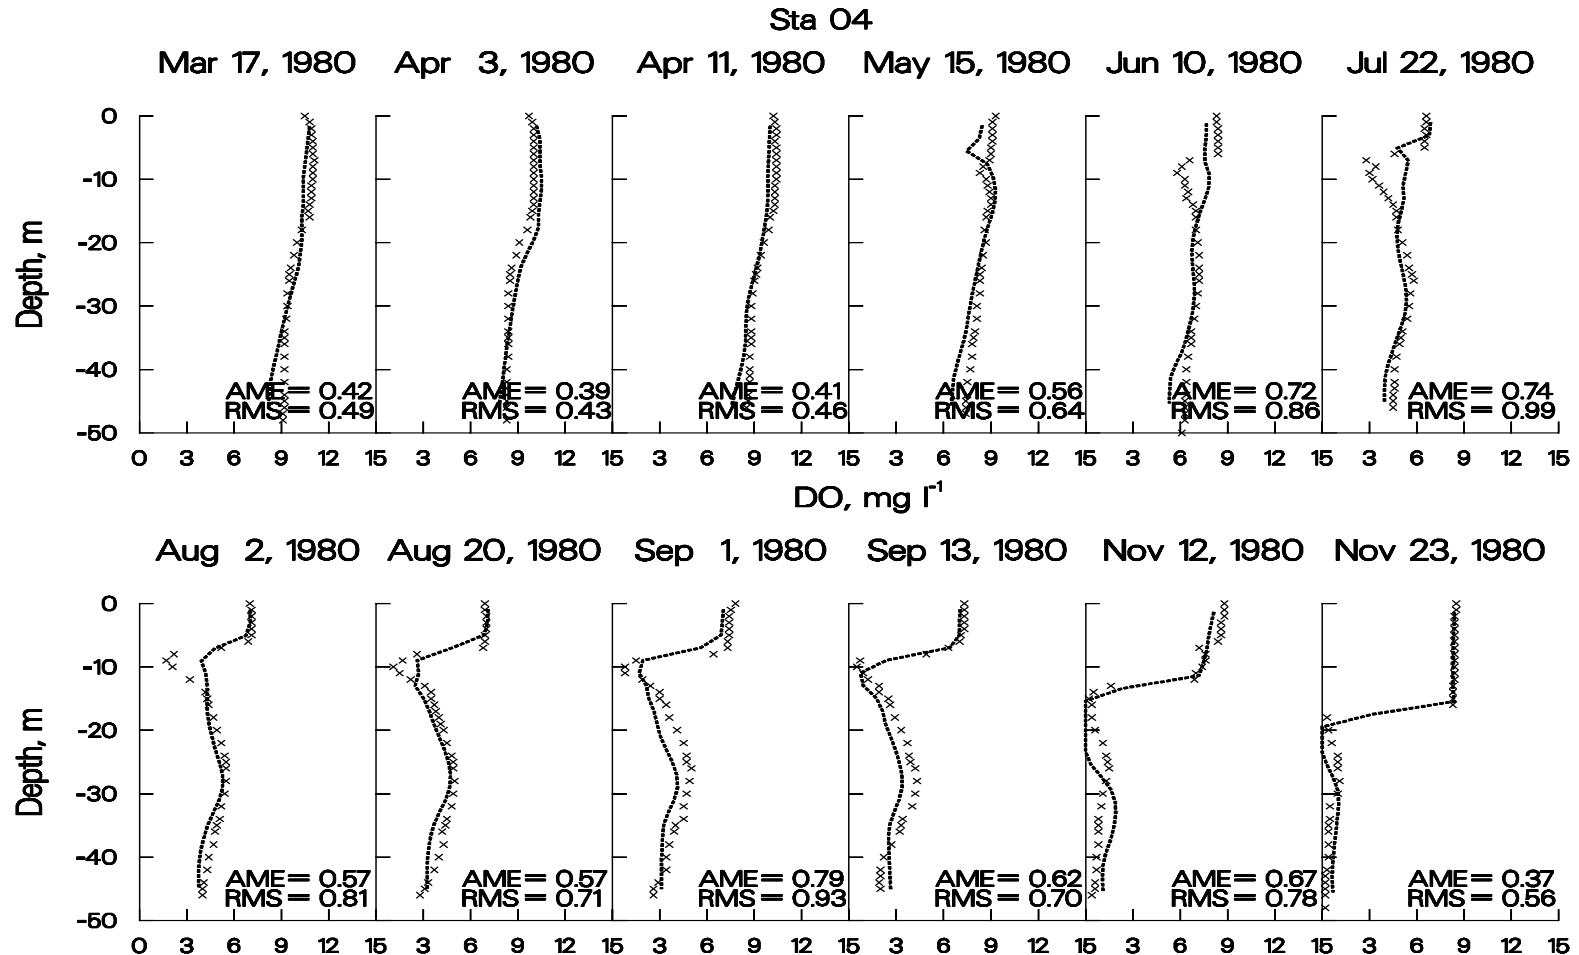 Sta 04
Mar 17, 1980 Apr 3, 1980 Apr 11, 1980 May 15, 1980 Jun 10, 1980 Jul 22, 1980
0
-10
-20
-30
-40
-50
Depth, m
AME= 0.42 AME= 0.39 AME= 0.41 AME= 0.56 AME= 0.72 AME= 0.74
RMS= 0.49 RMS= 0.43 RMS= 0.46 RMS= 0.64 RMS= 0.86 RMS= 0.99
0 3 6 9 12 15 3 6 9 12 15 3 6 9 12 15 3 6 9 12 15 3 6 9 12 15 3 6 9 12 15
DO, mg l-1
Aug 2, 1980 Aug 20, 1980 Sep 1, 1980 Sep 13, 1980 Nov 12, 1980 Nov 23, 1980
0
-10
-20
-30
-40
-50
Depth, m
AME= 0.57 AME= 0.57 AME= 0.79 AME= 0.62 AME= 0.67 AME= 0.37
RMS= 0.81 RMS= 0.71 RMS= 0.93 RMS= 0.70 RMS= 0.78 RMS= 0.56
0 3 6 9 12 15 3 6 9 12 15 3 6 9 12 15 3 6 9 12 15 3 6 9 12 15 3 6 9 12 15